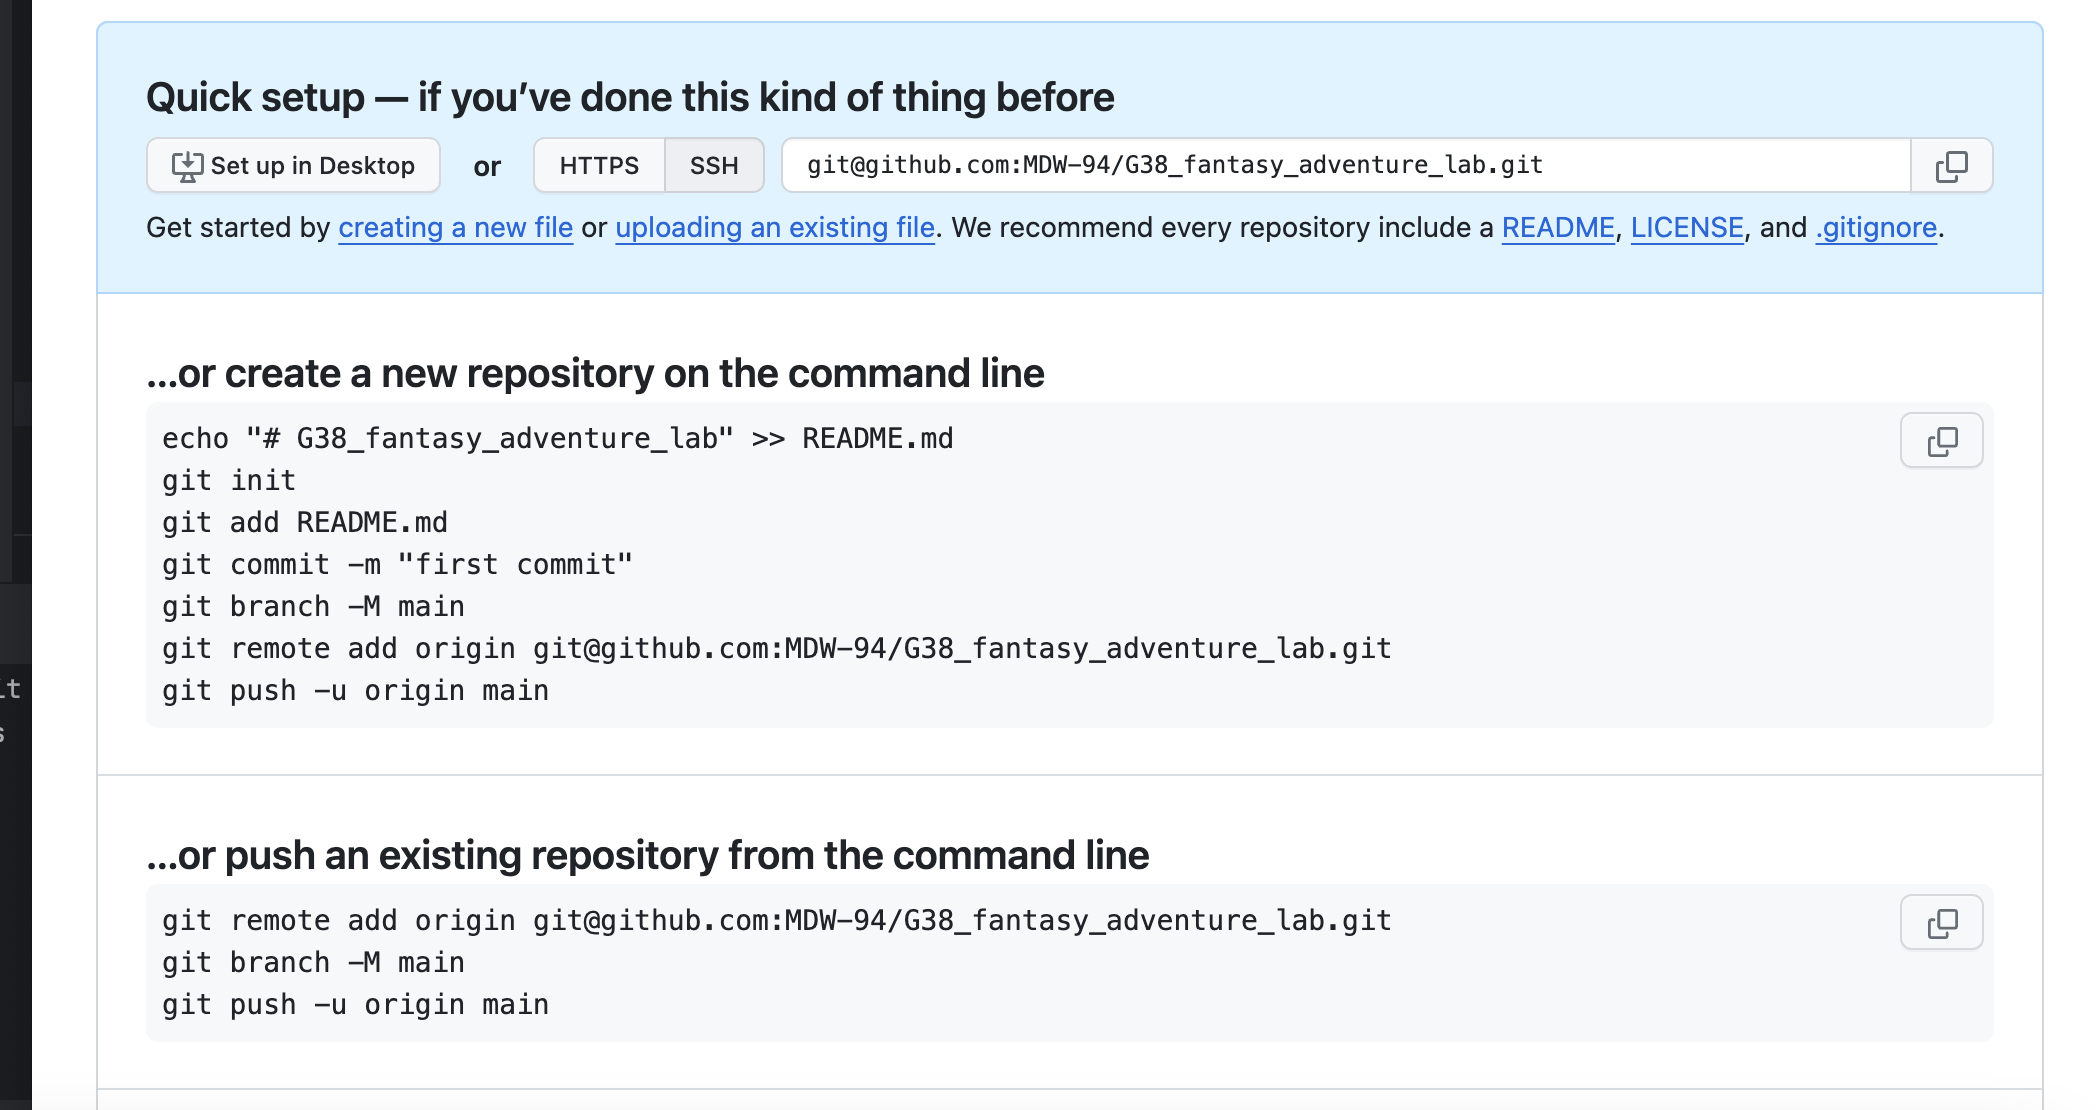 Quick setup — if you’ve done this kind of thing before
Set up in Desktop or HTTPS SSH git@github.com:MDW-94/G38_fantasy_adventure_lab.git
Get started by creating a new file or uploading an existing file. We recommend every repository include a README, LICENSE, and .gitignore.
…or create a new repository on the command line
echo "# G38_fantasy_adventure_lab" >> README.md
git init
git add README.md
git commit -m "first commit"
git branch -M main
git remote add origin git@github.com:MDW-94/G38_fantasy_adventure_lab.git
git push -u origin main
…or push an existing repository from the command line
git remote add origin git@github.com:MDW-94/G38_fantasy_adventure_lab.git
git branch -M main
git push -u origin main